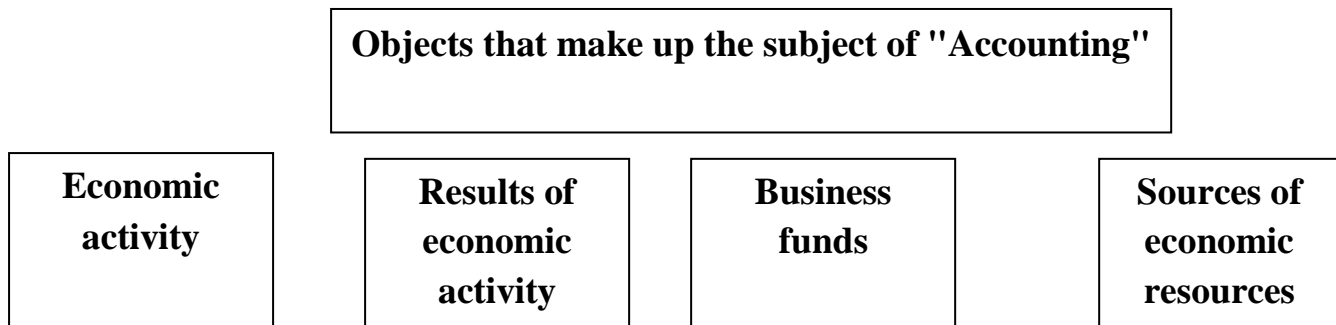 Objects that make up the subject of "Accounting"
Economic
activity
Results of
economic
activity
Business
funds
Sources of
economic
resources